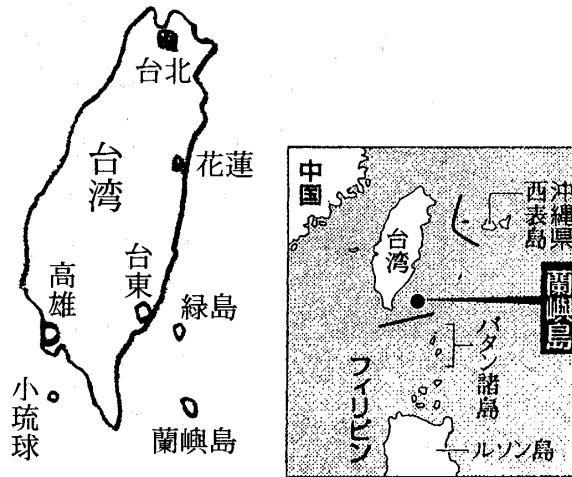 台北
花蓮
台湾
台東
高雄
緑島
小琉球
蘭嶼島
中国
沖縄県
西表島
台湾
蘭嶼島
バタン諸島
フィリピン
ルソン島